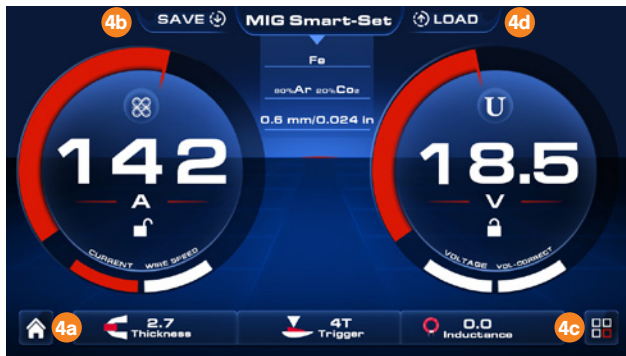 4b SAVE MIG Smart-Set LOAD 4d
Fe
80%Ar 20%Co₂
0.6 mm/0.024 in
U
142
18.5
A
V
CURRENT WIRE SPEED
VOLTAGE VOL-CORRECT
4a 2.7 4T 0.0 4c
Thickness Trigger Inductance